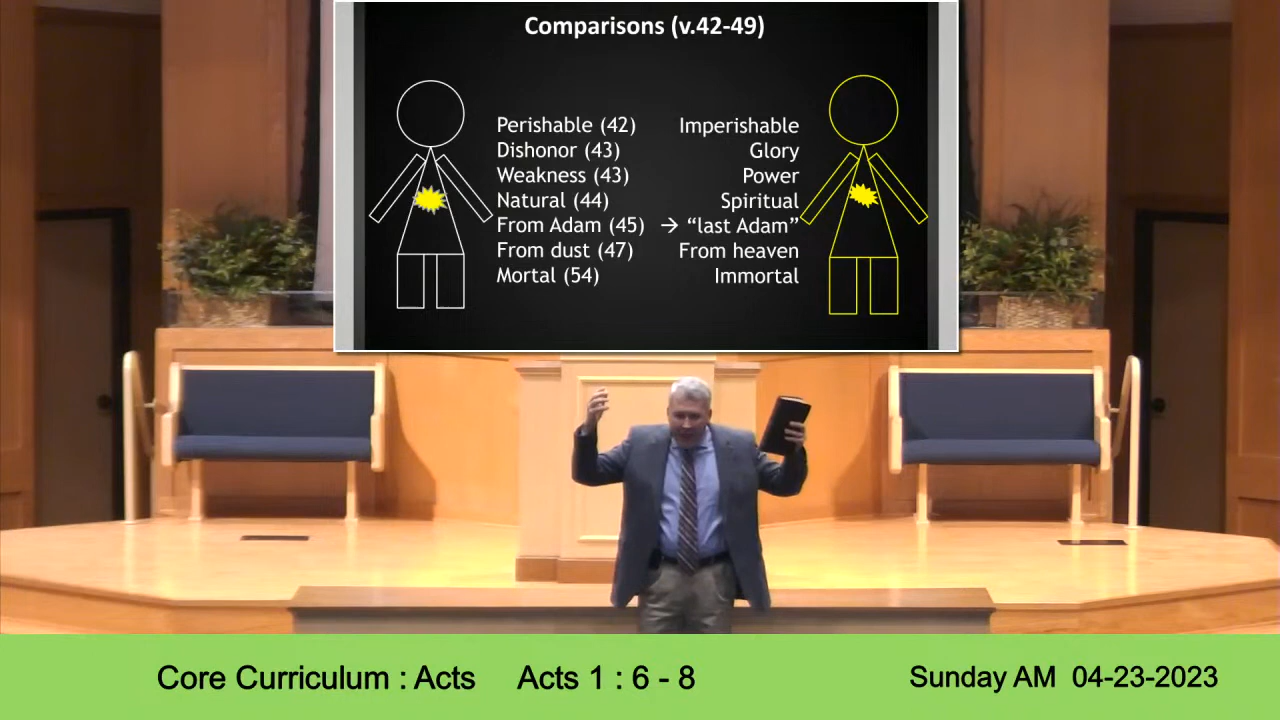 Comparisons (v.42-49)
Perishable (42) Imperishable
Dishonor (43) Glory
Weakness (43) Power
Natural (44) Spiritual
From Adam (45) → “last Adam”
From dust (47) From heaven
Mortal (54) Immortal
Core Curriculum : Acts Acts 1 : 6 - 8 Sunday AM 04-23-2023